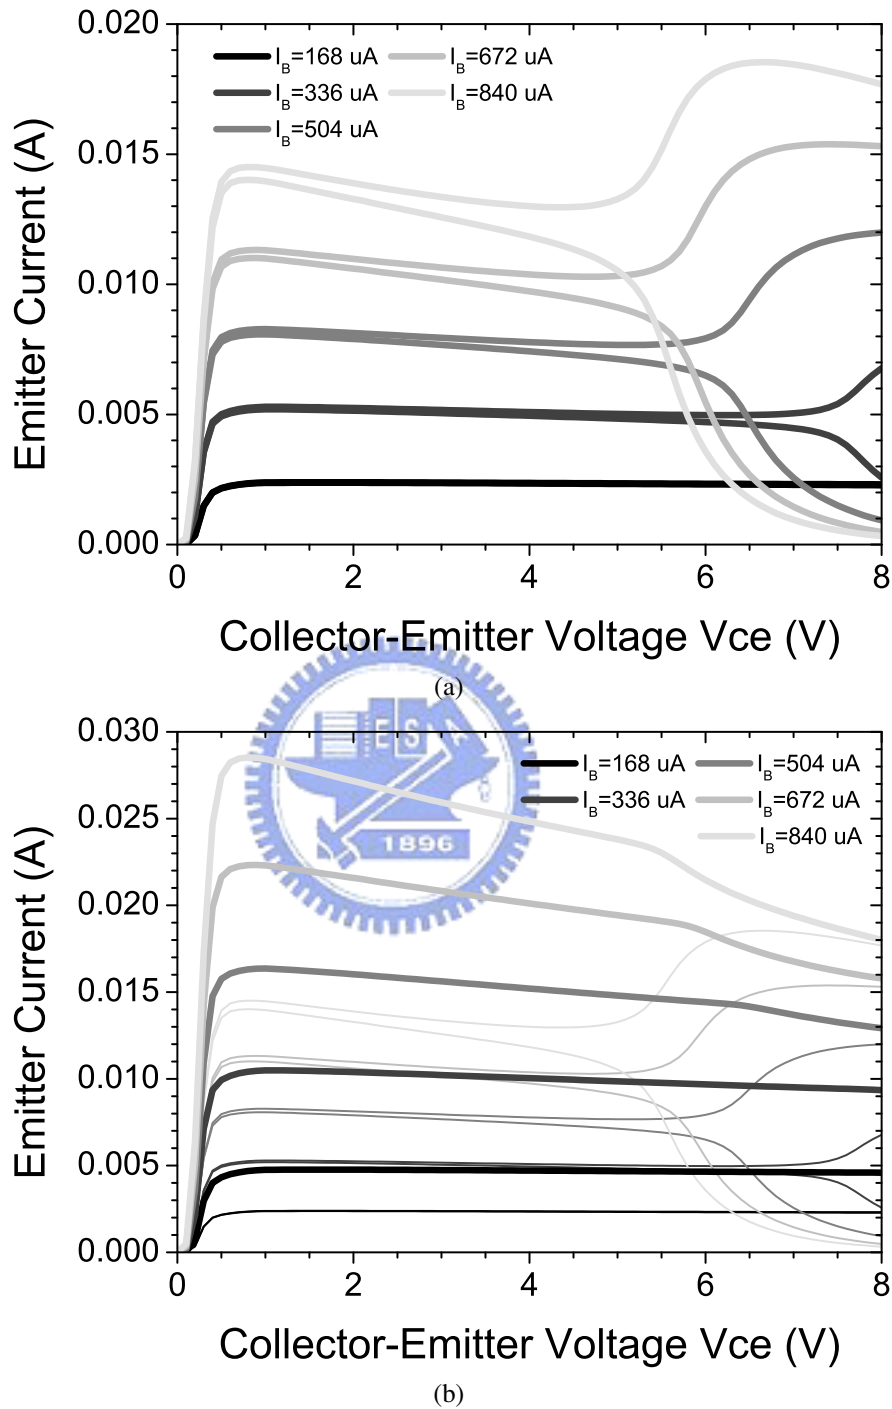 0.020
I_B=168 uA
I_B=672 uA
I_B=336 uA
I_B=840 uA
I_B=504 uA
0.015
0.010
0.005
0.000
Emitter Current (A)
0 2 4 6 8
Collector-Emitter Voltage Vce (V)
(a)
0.030
I_B=168 uA
I_B=504 uA
I_B=336 uA
I_B=672 uA
I_B=840 uA
ES
1896
0.025
0.020
0.015
0.010
0.005
0.000
Emitter Current (A)
0 2 4 6 8
Collector-Emitter Voltage Vce (V)
(b)